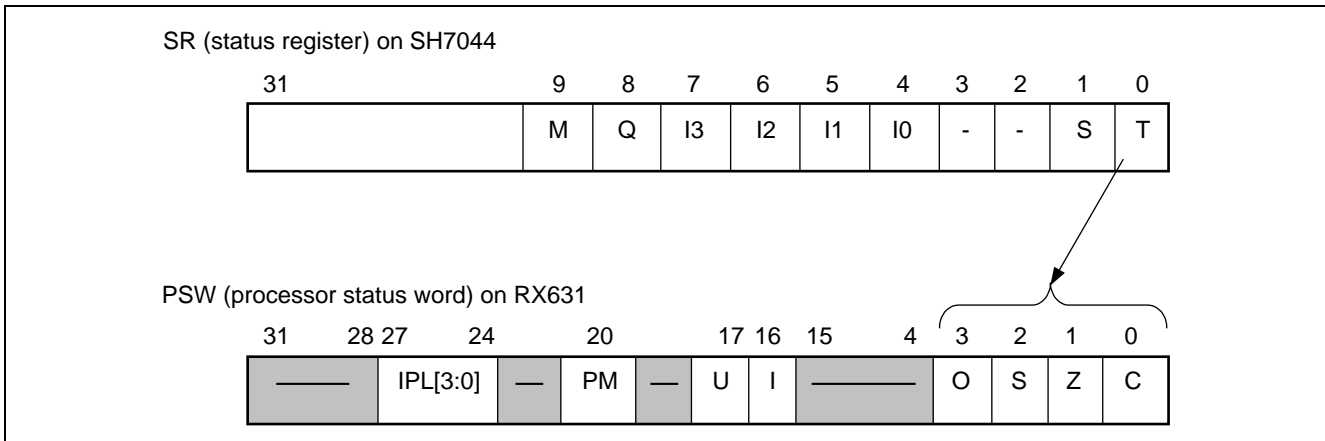 SR (status register) on SH7044
31 9 8 7 6 5 4 3 2 1 0
M Q I3 I2 I1 I0 - - S T
PSW (processor status word) on RX631
31 28 27 24 20 17 16 15 4 3 2 1 0
— IPL[3:0] — PM — U I — O S Z C